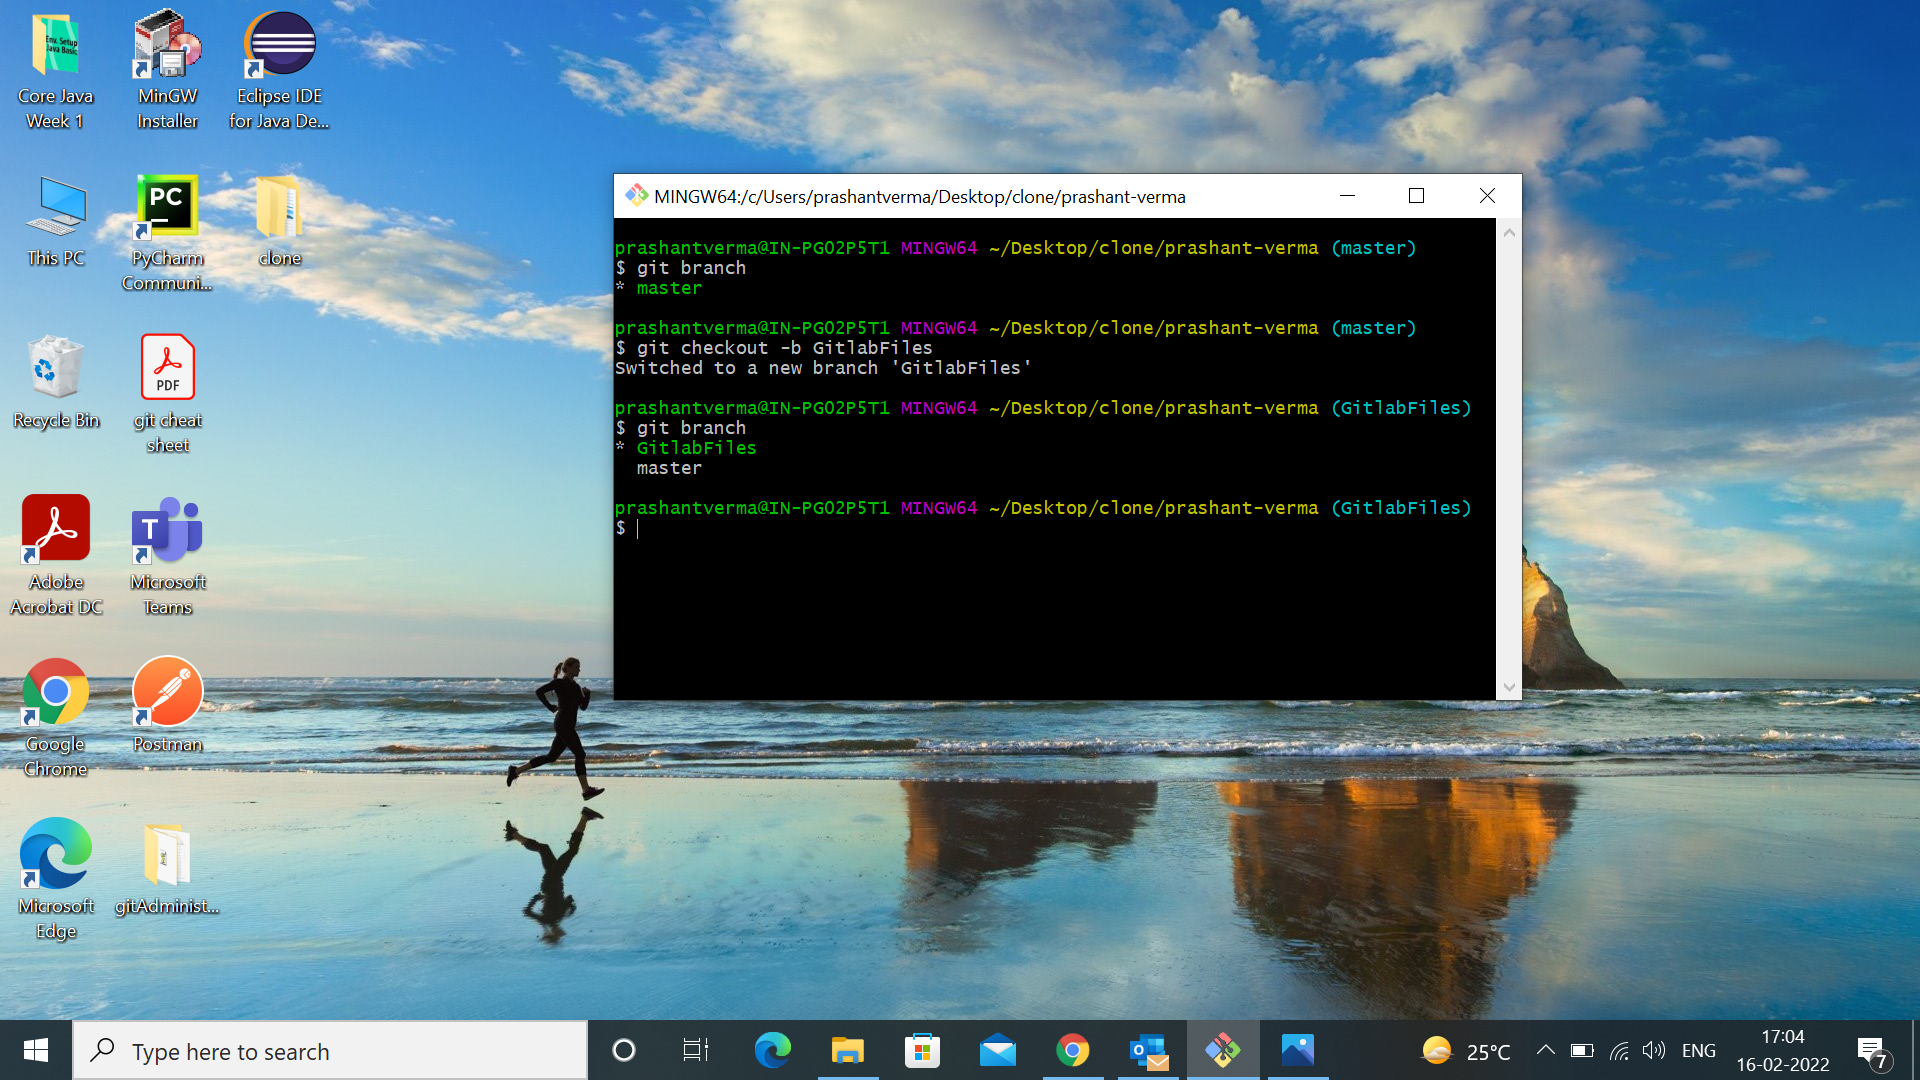 Env. Setup
Java Basic
Core Java
Week 1
MinGW
Installer
Eclipse IDE
for Java De...
This PC
PC
PyCharm
Communi...
clone
Recycle Bin
PDF
git cheat
sheet
Adobe
Acrobat DC
T
Microsoft
Teams
Google
Chrome
Postman
Microsoft
Edge
gitAdminist...
MINGW64:/c/Users/prashantverma/Desktop/clone/prashant-verma
prashantverma@IN-PG02P5T1 MINGW64 ~/Desktop/clone/prashant-verma (master)
$ git branch
* master
prashantverma@IN-PG02P5T1 MINGW64 ~/Desktop/clone/prashant-verma (master)
$ git checkout -b GitlabFiles
Switched to a new branch 'GitlabFiles'
prashantverma@IN-PG02P5T1 MINGW64 ~/Desktop/clone/prashant-verma (GitlabFiles)
$ git branch
* GitlabFiles
  master
prashantverma@IN-PG02P5T1 MINGW64 ~/Desktop/clone/prashant-verma (GitlabFiles)
$
Type here to search
25°C
ENG
17:04
16-02-2022
7